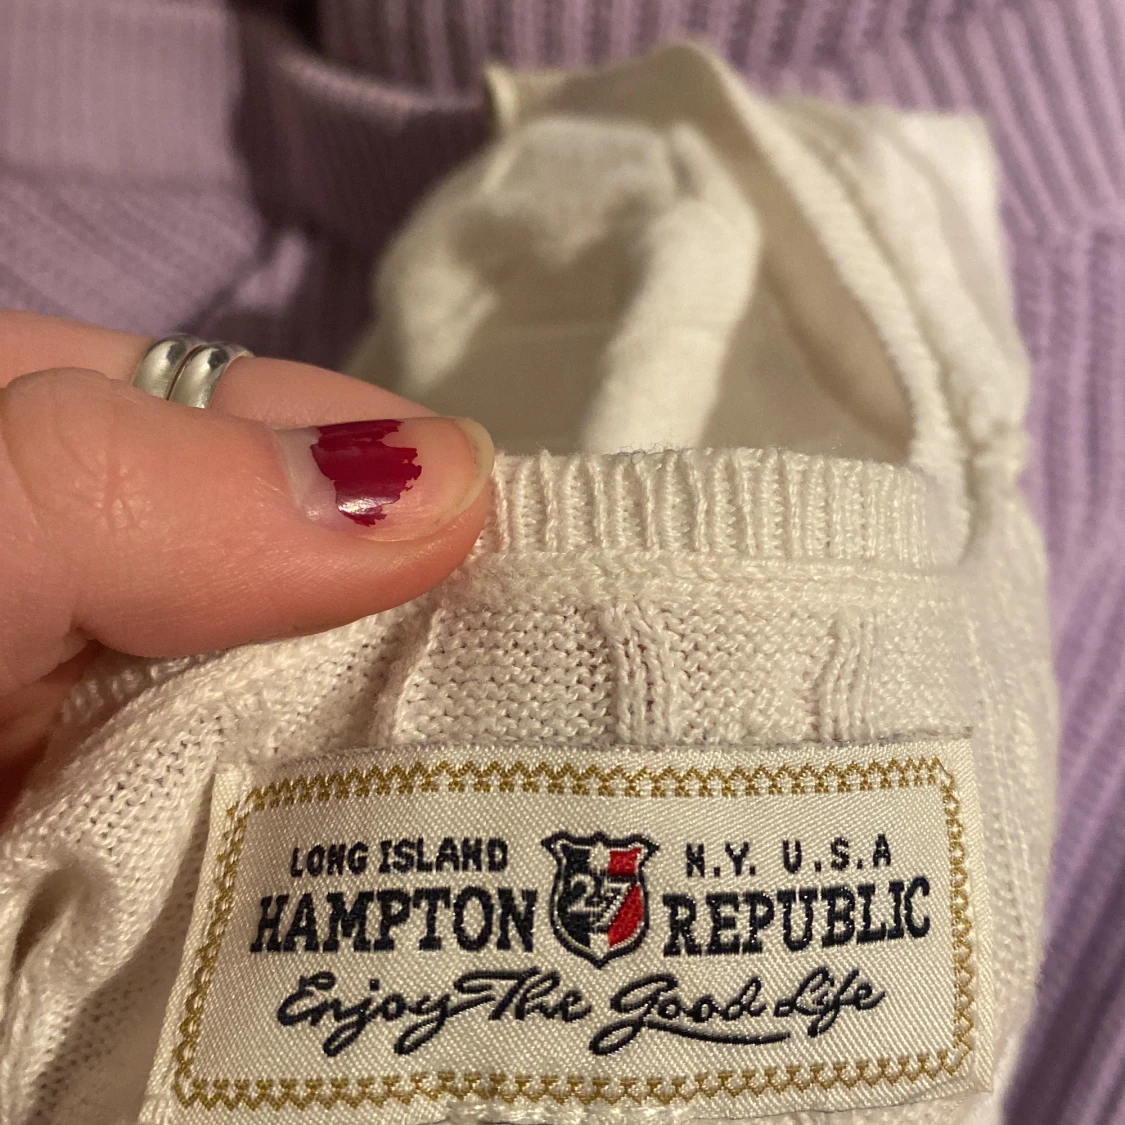 LONG ISLAND N.Y. U.S.A
HAMPTON 27 REPUBLIC
Enjoy The Good Life